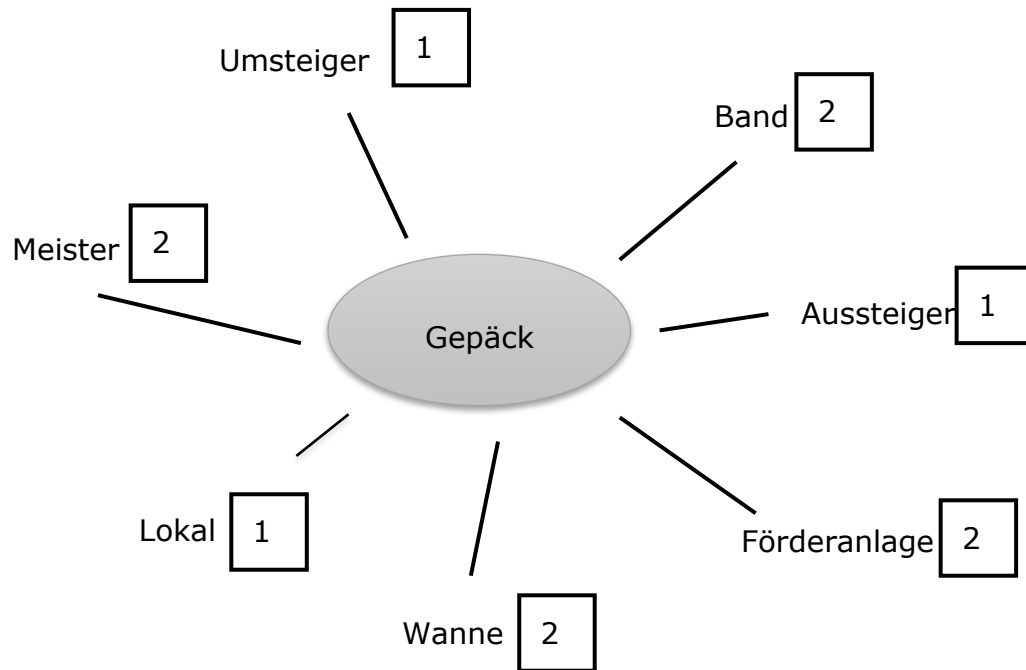 Umsteiger 1
Band 2
Meister 2
Aussteiger 1
Gepäck
Lokal 1
Förderanlage 2
Wanne 2